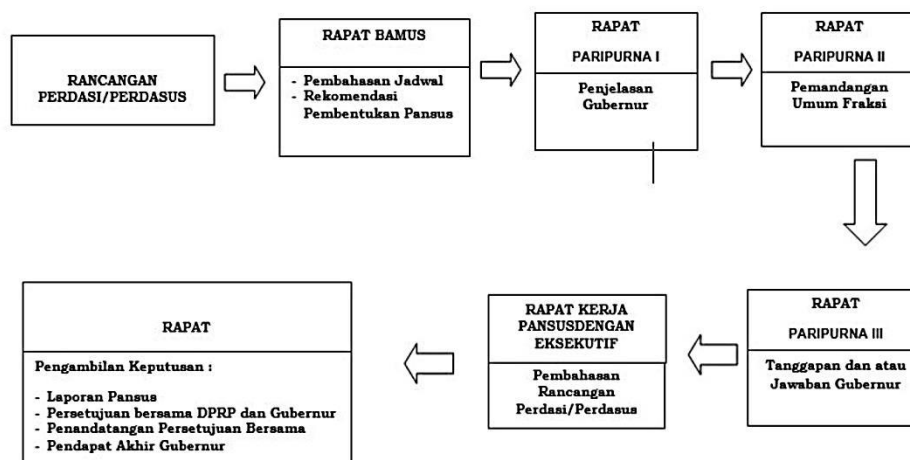 RANCANGAN
PERDASI/PERDASUS
RAPAT BAMUS
- Pembahasan Jadwal
- Rekomendasi
Pembentukan Pansus
RAPAT
PARIPURNA I
Penjelasan
Gubernur
RAPAT
PARIPURNA II
Pemandangan
Umum Fraksi
RAPAT
PARIPURNA III
Tanggapan dan atau
Jawaban Gubernur
RAPAT KERJA
PANSUSDENGAN
EKSEKUTIF
Pembahasan
Rancangan
Perdasi/Perdasus
RAPAT
Pengambilan Keputusan :
- Laporan Pansus
- Persetujuan bersama DPRP dan Gubernur
- Penandatangan Persetujuan Bersama
- Pendapat Akhir Gubernur